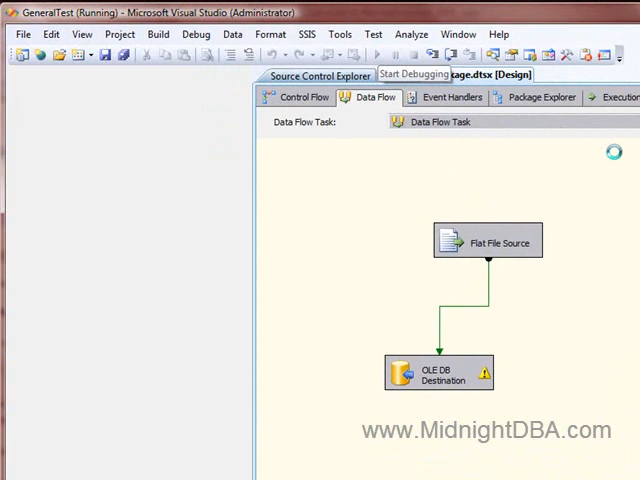 GeneralTest (Running) - Microsoft Visual Studio (Administrator)
File Edit View Project Build Debug Data Format SSIS Tools Test Analyze Window Help
Source Control Explorer Start Debugging kage.dtsx [Design]
Control Flow Data Flow Event Handlers Package Explorer Execution
Data Flow Task: Data Flow Task
Flat File Source
OLE DB
Destination
www.MidnightDBA.com